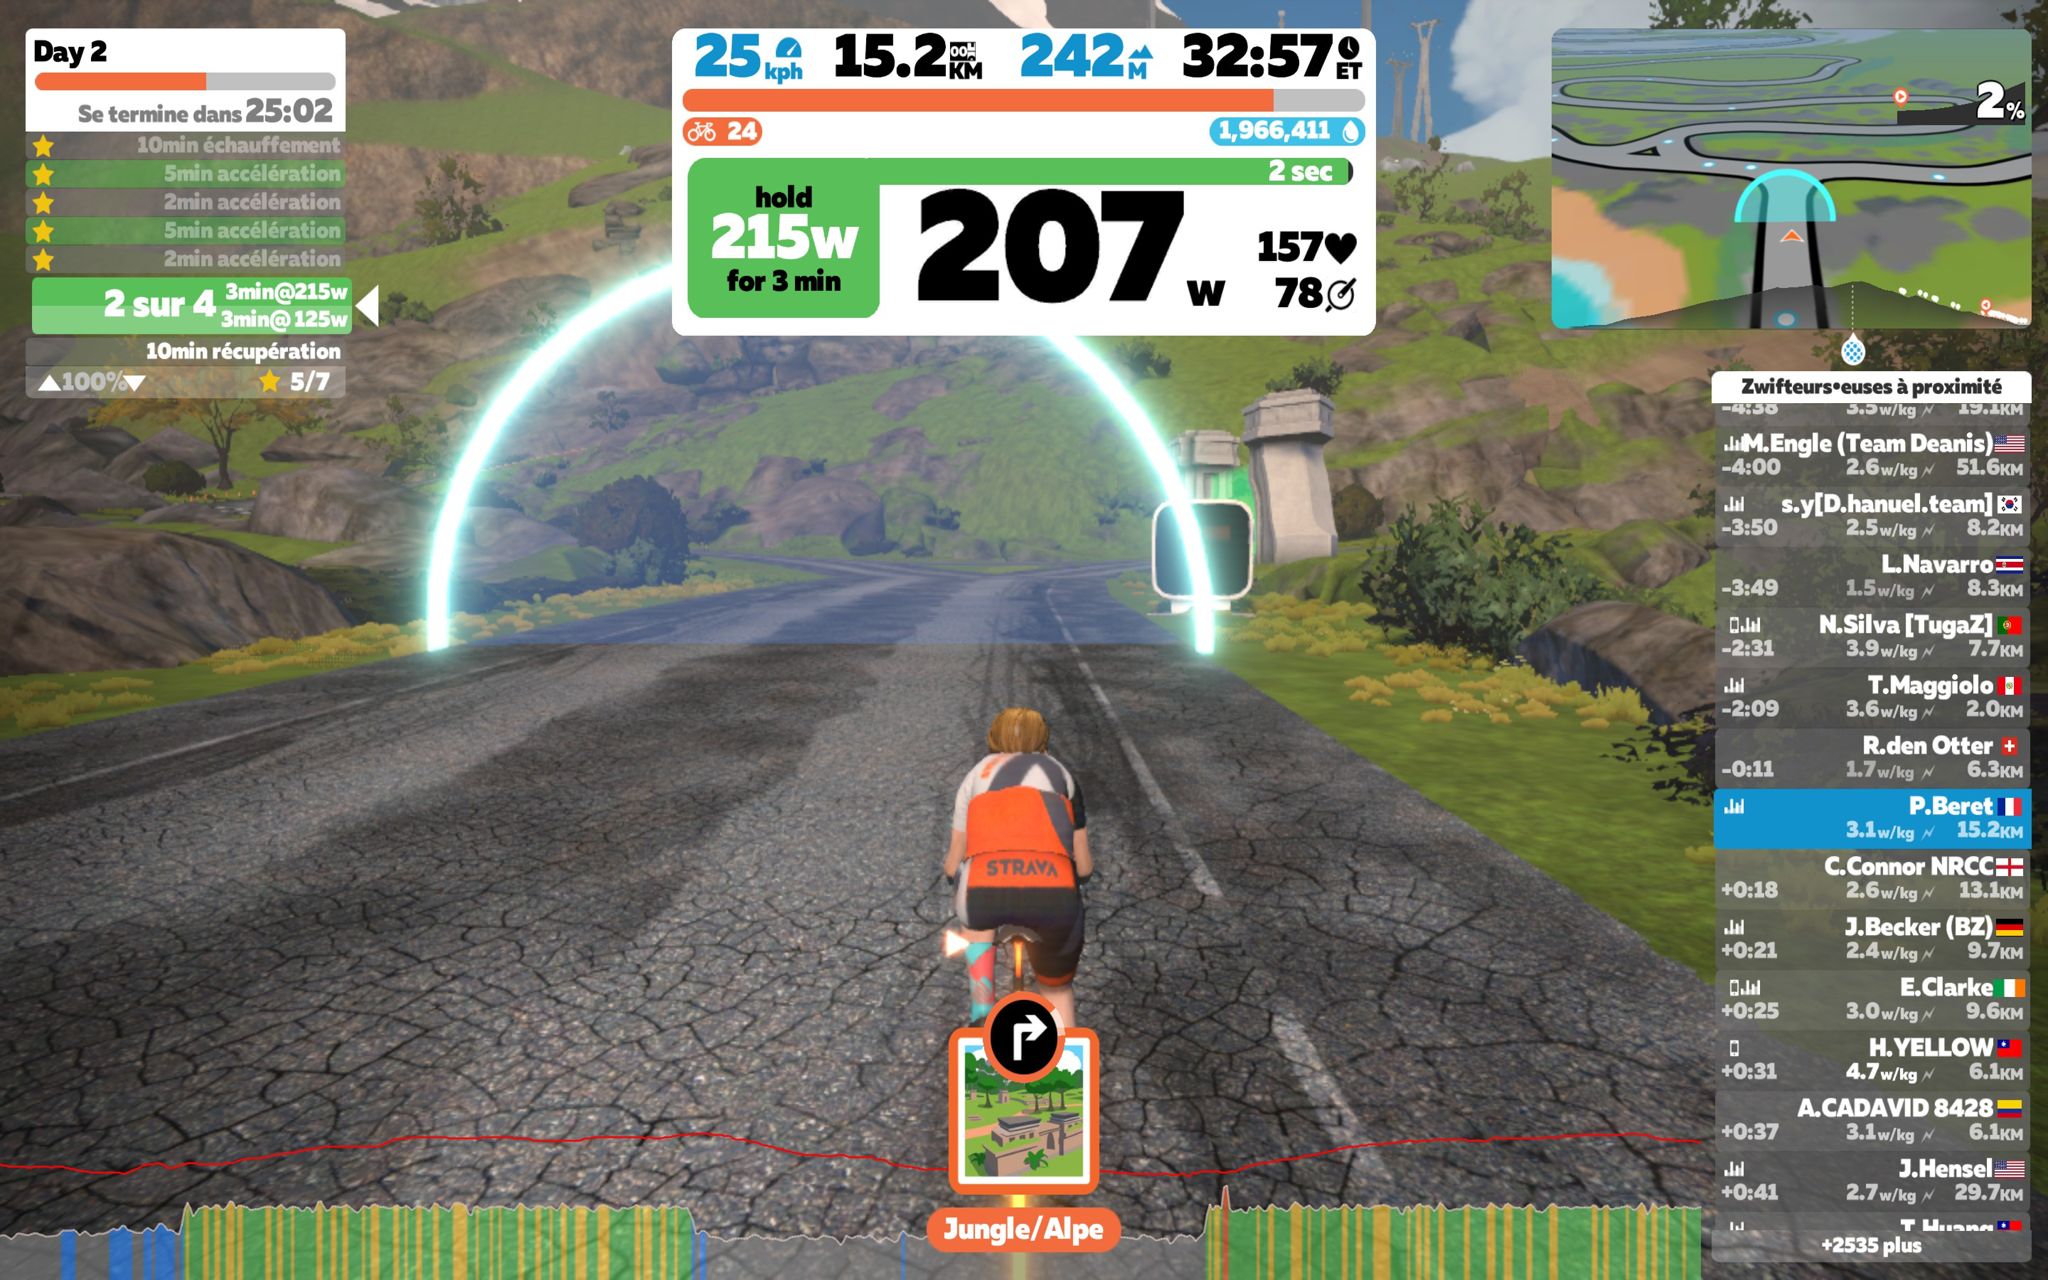 Day 2
Se termine dans 25:02
10min échauffement
5min accélération
2min accélération
5min accélération
2min accélération
2 sur 4 3min@215w
3min@125w
10min récupération
100% 5/7
25 kph 15.2 KM 242 M 32:57 ET
24 1,966,411
2 sec
hold
215w
for 3 min
207 w
157
78
2%
Zwifteurs•euses à proximité
-4:38 3.5w/kg 19.1KM
M.Engle (Team Deanis)
-4:00 2.6w/kg 51.6KM
s.y[D.hanuel.team]
-3:50 2.5w/kg 8.2KM
L.Navarro
-3:49 1.5w/kg 8.3KM
N.Silva [TugaZ]
-2:31 3.9w/kg 7.7KM
T.Maggiolo
-2:09 3.6w/kg 2.0KM
R.den Otter
-0:11 1.7w/kg 6.3KM
P.Beret
3.1w/kg 15.2KM
C.Connor NRCC
+0:18 2.6w/kg 13.1KM
J.Becker (BZ)
+0:21 2.4w/kg 9.7KM
E.Clarke
+0:25 3.0w/kg 9.6KM
H.YELLOW
+0:31 4.7w/kg 6.1KM
A.CADAVID 8428
+0:37 3.1w/kg 6.1KM
J.Hensel
+0:41 2.7w/kg 29.7KM
T.Huang
+2535 plus
STRAVA
Jungle/Alpe